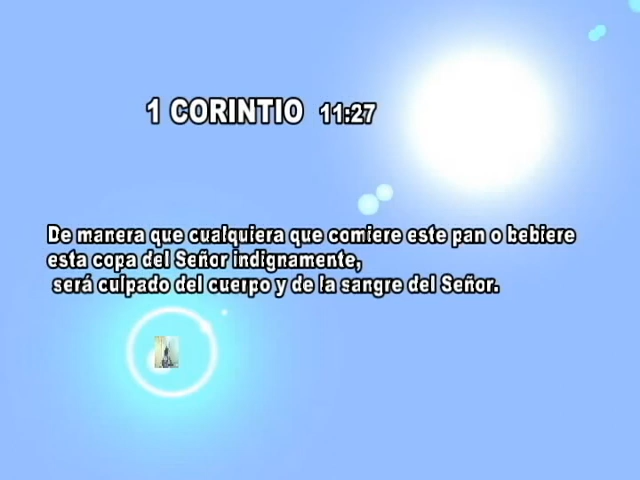 1 CORINTIO 11:27
De manera que cualquiera que comiere este pan o bebiere
esta copa del Señor indignamente,
será culpado del cuerpo y de la sangre del Señor.